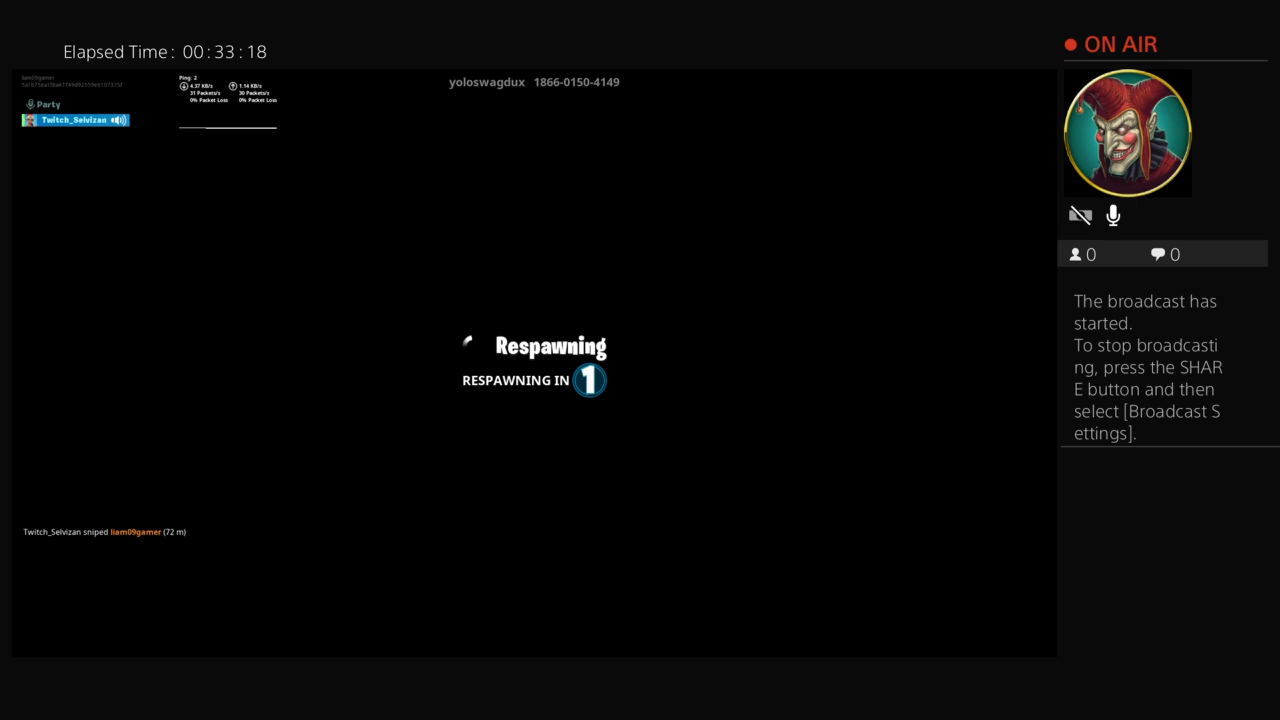 Elapsed Time: 00:33:18
ON AIR
liam09gamer
Ping: 2
4.37 KB/s 1.14 KB/s
31 Packets/s 30 Packets/s
0% Packet Loss 0% Packet Loss
yoloswagdux 1866-0150-4149
Party
Twitch_Selvizan
0 0
The broadcast has
started.
To stop broadcasti
ng, press the SHAR
E button and then
select [Broadcast S
ettings].
Respawning
RESPAWNING IN 1
Twitch_Selvizan sniped liam09gamer (72 m)